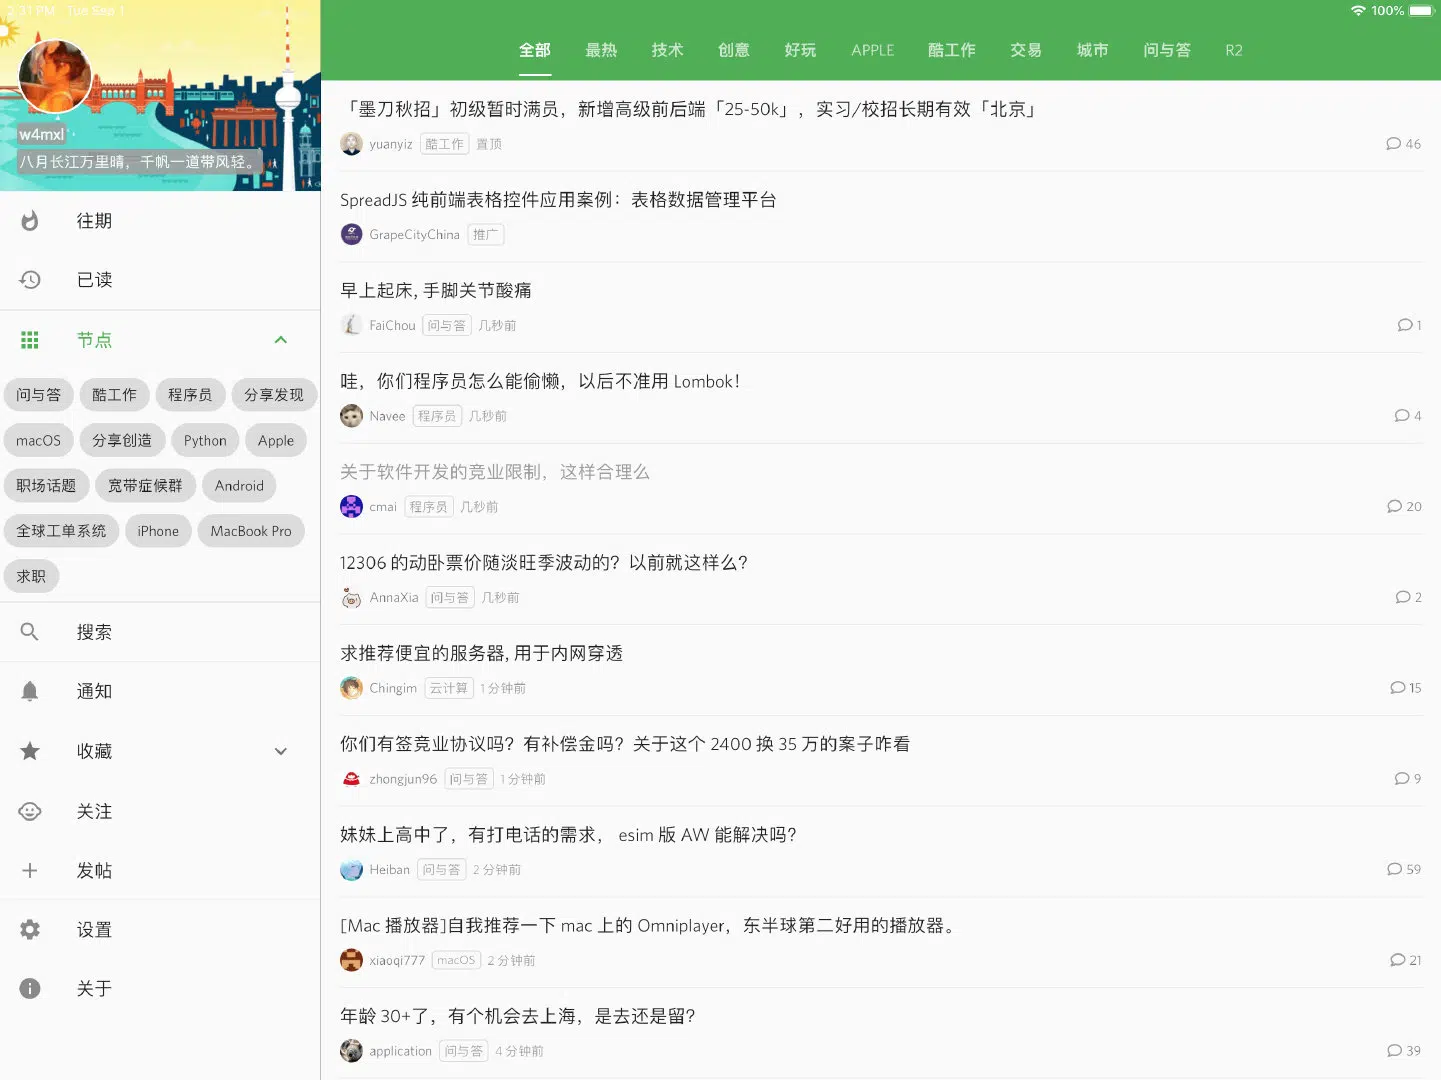 2:31 PM Tue Sep 1
100%
w4mxl
八月长江万里晴，千帆一道带风轻。
往期
已读
节点
问与答 酷工作 程序员 分享发现
macOS 分享创造 Python Apple
职场话题 宽带症候群 Android
全球工单系统 iPhone MacBook Pro
求职
搜索
通知
收藏
关注
发帖
设置
关于
全部 最热 技术 创意 好玩 APPLE 酷工作 交易 城市 问与答 R2
「墨刀秋招」初级暂时满员，新增高级前后端「25-50k」，实习/校招长期有效「北京」
yuanyiz 酷工作 置顶 46
SpreadJS 纯前端表格控件应用案例：表格数据管理平台
GrapeCityChina 推广
早上起床, 手脚关节酸痛
FaiChou 问与答 几秒前 1
哇，你们程序员怎么能偷懒，以后不准用 Lombok！
Navee 程序员 几秒前 4
关于软件开发的竞业限制，这样合理么
cmai 程序员 几秒前 20
12306 的动卧票价随淡旺季波动的？以前就这样么？
AnnaXia 问与答 几秒前 2
求推荐便宜的服务器, 用于内网穿透
Chingim 云计算 1 分钟前 15
你们有签竞业协议吗？有补偿金吗？关于这个 2400 换 35 万的案子咋看
zhongjun96 问与答 1 分钟前 9
妹妹上高中了，有打电话的需求， esim 版 AW 能解决吗？
Heiban 问与答 2 分钟前 59
[Mac 播放器]自我推荐一下 mac 上的 Omniplayer，东半球第二好用的播放器。
xiaoqi777 macOS 2 分钟前 21
年龄 30+了，有个机会去上海，是去还是留？
application 问与答 4 分钟前 39